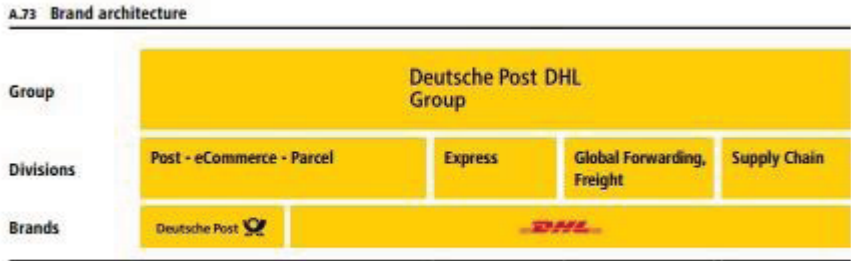 A.73 Brand architecture
Group
Deutsche Post DHL
Group
Divisions
Post - eCommerce - Parcel
Express
Global Forwarding,
Freight
Supply Chain
Brands
Deutsche Post
DHL